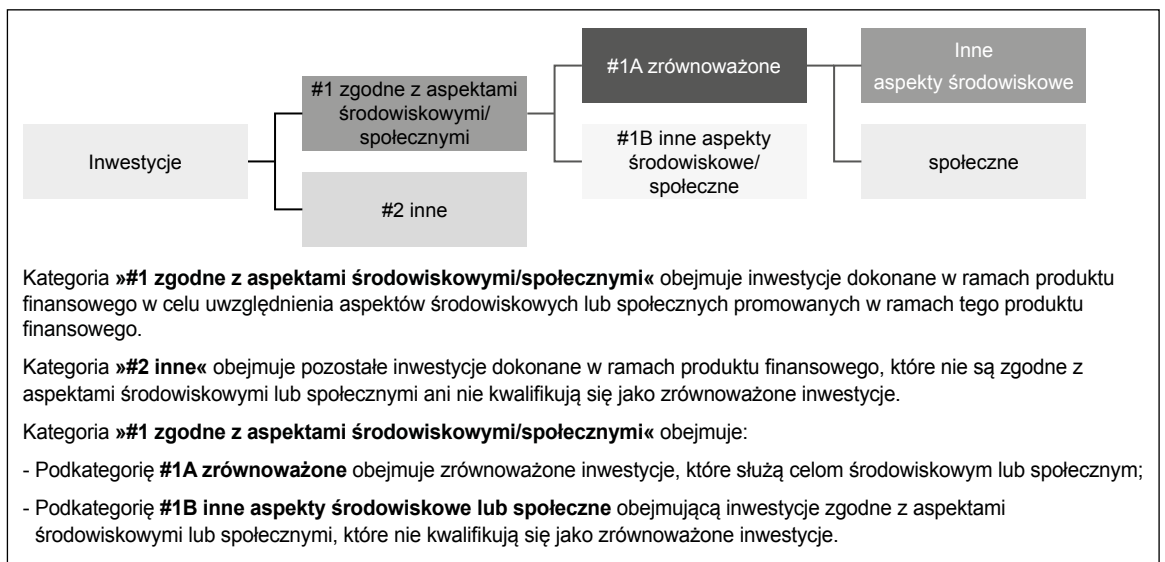 Inwestycje
#1 zgodne z aspektami
środowiskowymi/
społecznymi
#2 inne
#1A zrównoważone
#1B inne aspekty
środowiskowe/
społeczne
Inne
aspekty środowiskowe
społeczne
Kategoria »#1 zgodne z aspektami środowiskowymi/społecznymi« obejmuje inwestycje dokonane w ramach produktu
finansowego w celu uwzględnienia aspektów środowiskowych lub społecznych promowanych w ramach tego produktu
finansowego.
Kategoria »#2 inne« obejmuje pozostałe inwestycje dokonane w ramach produktu finansowego, które nie są zgodne z
aspektami środowiskowymi lub społecznymi ani nie kwalifikują się jako zrównoważone inwestycje.
Kategoria »#1 zgodne z aspektami środowiskowymi/społecznymi« obejmuje:
- Podkategorię #1A zrównoważone obejmuje zrównoważone inwestycje, które służą celom środowiskowym lub społecznym;
- Podkategorię #1B inne aspekty środowiskowe lub społeczne obejmującą inwestycje zgodne z aspektami
środowiskowymi lub społecznymi, które nie kwalifikują się jako zrównoważone inwestycje.